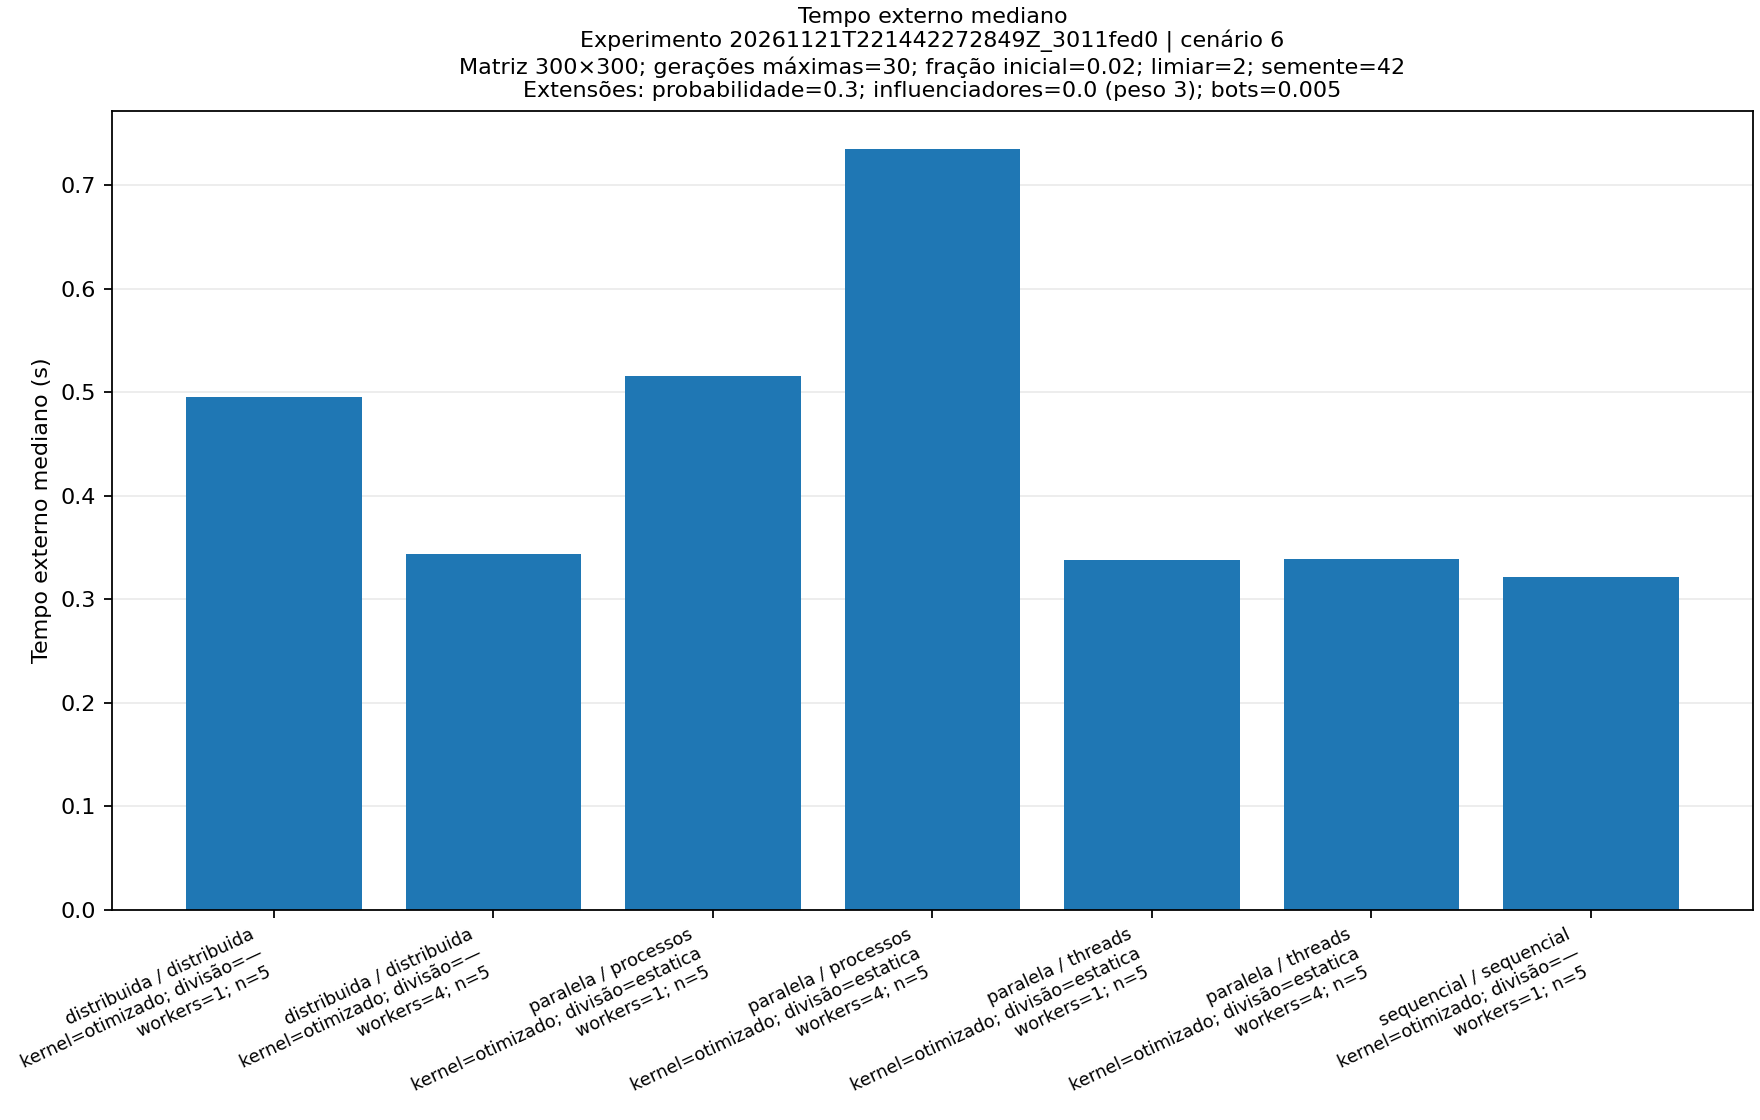 Tempo externo mediano
Experimento 20261121T221442272849Z_3011fed0 | cenário 6
Matriz 300×300; gerações máximas=30; fração inicial=0.02; limiar=2; semente=42
Extensões: probabilidade=0.3; influenciadores=0.0 (peso 3); bots=0.005
Tempo externo mediano (s)
0.7
0.6
0.5
0.4
0.3
0.2
0.1
0.0
distribuida / distribuida
kernel=otimizado; divisão=—
workers=1; n=5
distribuida / distribuida
kernel=otimizado; divisão=—
workers=4; n=5
paralela / processos
kernel=otimizado; divisão=estatica
workers=1; n=5
paralela / processos
kernel=otimizado; divisão=estatica
workers=4; n=5
paralela / threads
kernel=otimizado; divisão=estatica
workers=1; n=5
paralela / threads
kernel=otimizado; divisão=estatica
workers=4; n=5
sequencial / sequencial
kernel=otimizado; divisão=—
workers=1; n=5